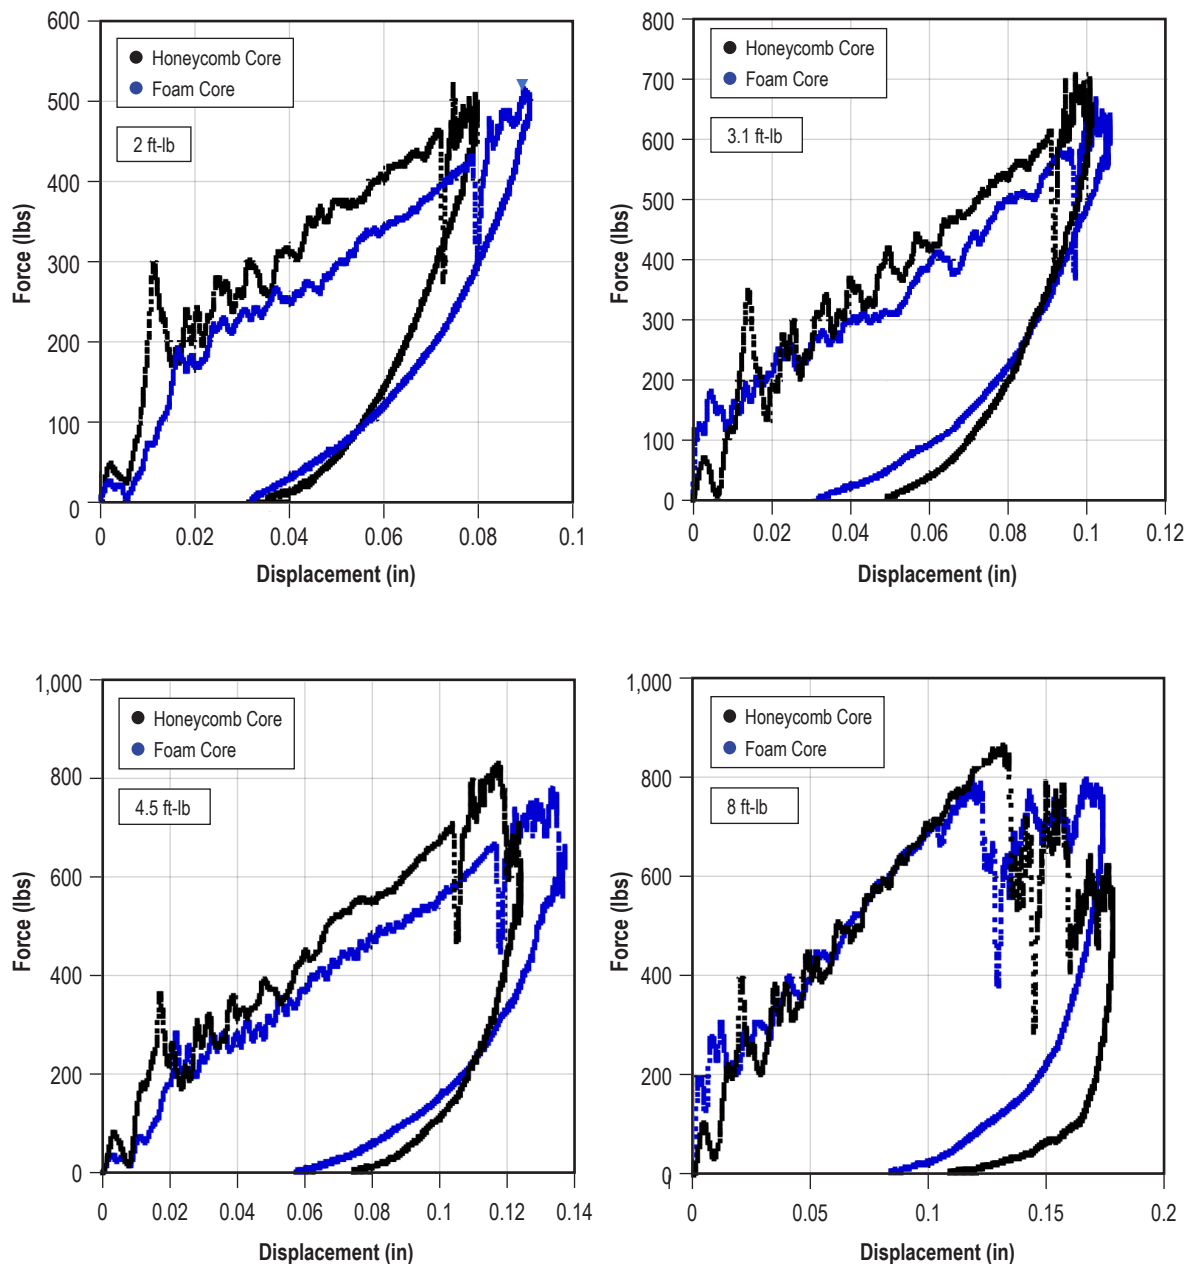 600
500
400
300
200
100
0
Force (lbs)
Honeycomb Core
Foam Core
2 ft-lb
0 0.02 0.04 0.06 0.08 0.1
Displacement (in)
800
700
600
500
400
300
200
100
0
Force (lbs)
Honeycomb Core
Foam Core
3.1 ft-lb
0 0.02 0.04 0.06 0.08 0.1 0.12
Displacement (in)
1,000
800
600
400
200
0
Force (lbs)
Honeycomb Core
Foam Core
4.5 ft-lb
0 0.02 0.04 0.06 0.08 0.1 0.12 0.14
Displacement (in)
1,000
800
600
400
200
0
Force (lbs)
Honeycomb Core
Foam Core
8 ft-lb
0 0.05 0.1 0.15 0.2
Displacement (in)